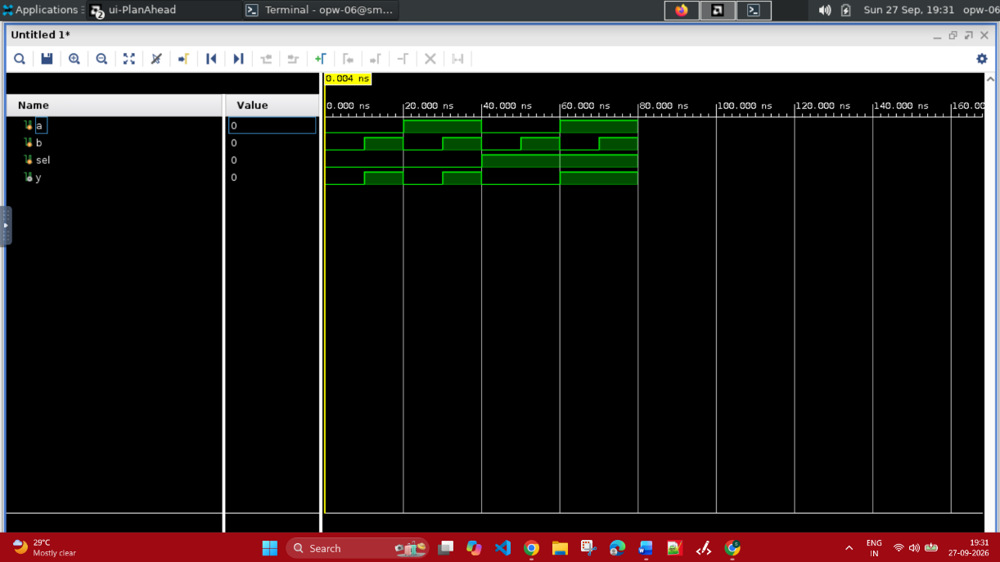 Applications ui-PlanAhead Terminal - opw-06@sm... Sun 27 Sep, 19:31 opw-06
2
Untitled 1*
0.004 ns
Name Value 0.000 ns 20.000 ns 40.000 ns 60.000 ns 80.000 ns 100.000 ns 120.000 ns 140.000 ns 160.00
a 0
b 0
sel 0
y 0
29°C
Mostly clear
Search
ENG
IN
19:31
27-09-2026